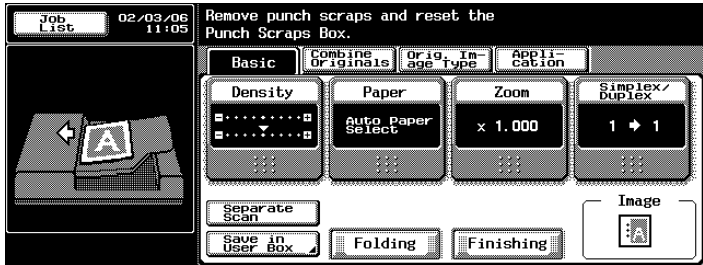 Job
List
02/03/06
11:05
Remove punch scraps and reset the
Punch Scraps Box.
Basic
Combine
Originals
Orig. Im-
age Type
Appli-
cation
Density
Paper
Auto Paper
Select
Zoom
x 1.000
Simplex/
Duplex
1 → 1
A
Separate
Scan
Save in
User Box
Folding
Finishing
Image
A